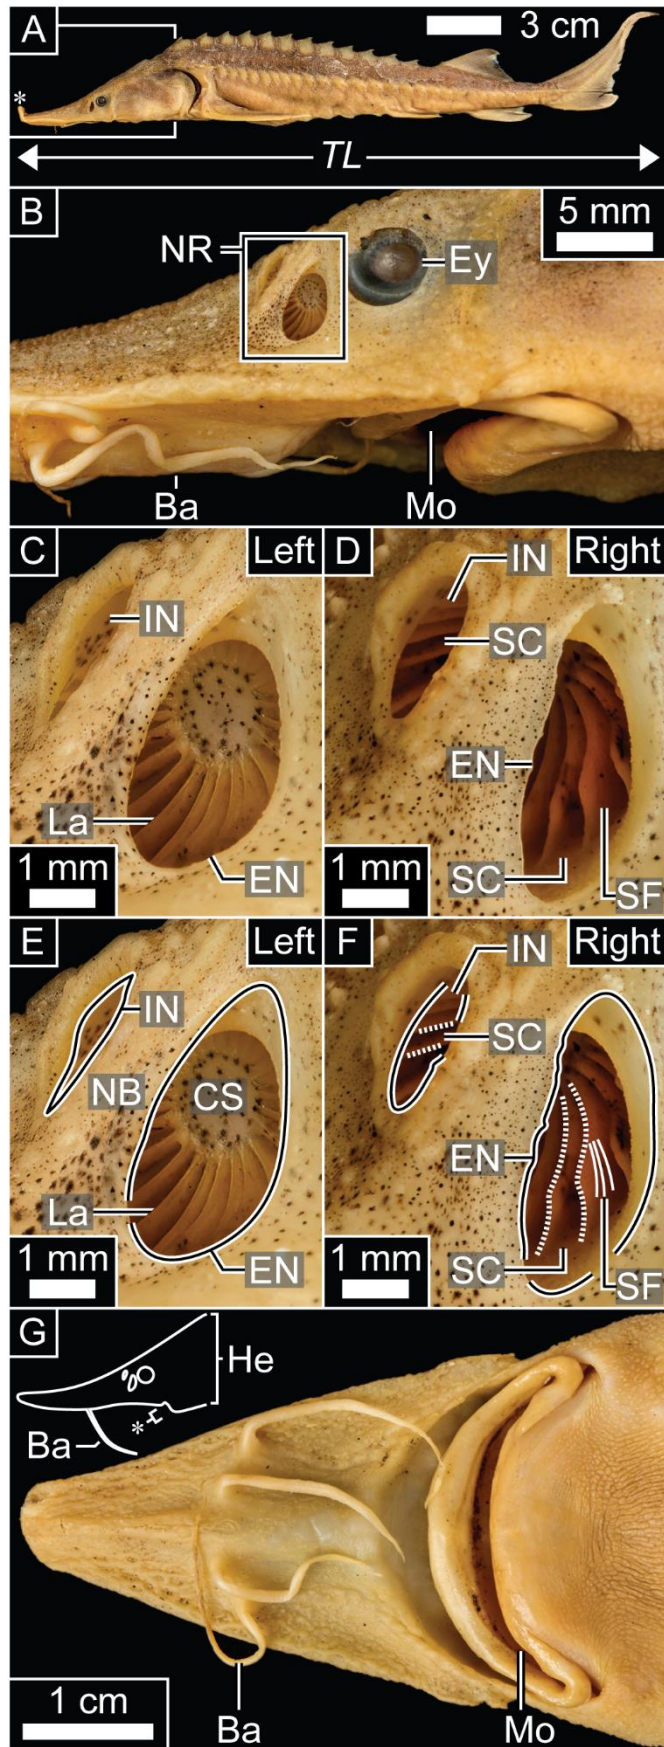 A
3 cm
*
TL
B
5 mm
NR
Ey
Ba
Mo
C
Left
IN
La
EN
1 mm
D
Right
IN
SC
EN
SC
SF
1 mm
E
Left
IN
NB
CS
La
EN
1 mm
F
Right
IN
SC
EN
SC
SF
1 mm
G
He
Ba
*
1 cm
Ba
Mo